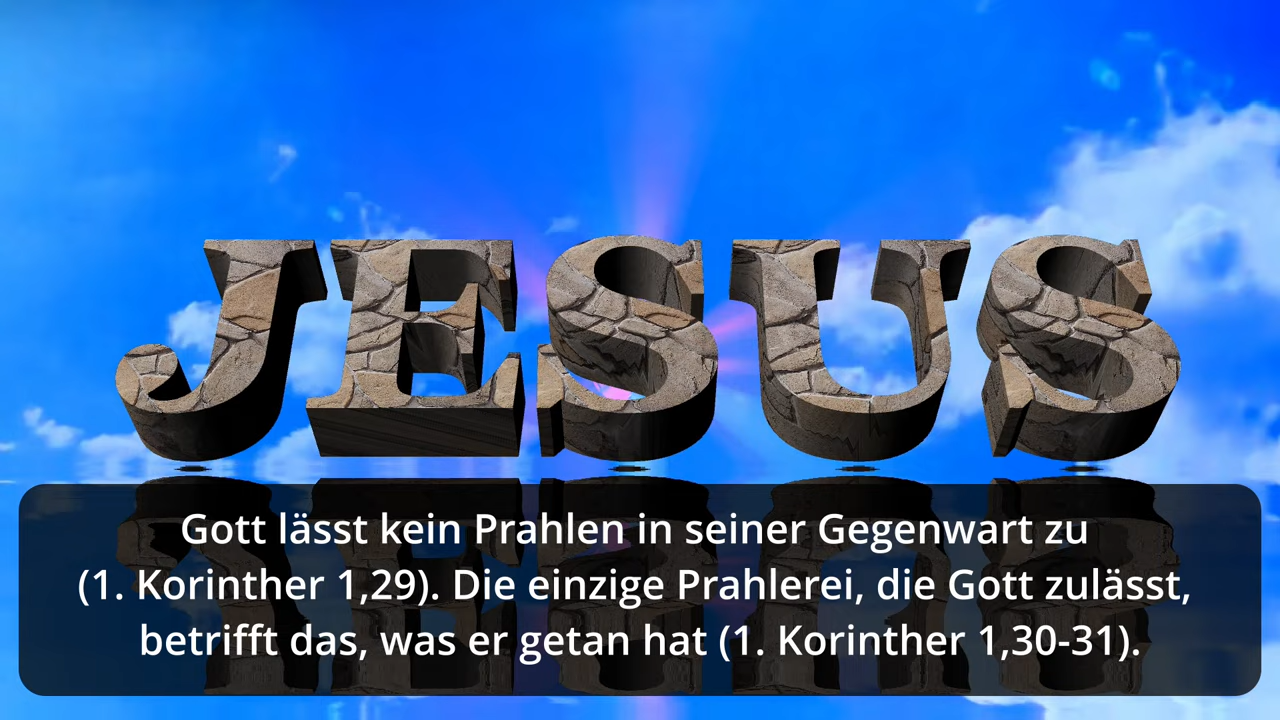 JESUS
Gott lässt kein Prahlen in seiner Gegenwart zu
(1. Korinther 1,29). Die einzige Prahlerei, die Gott zulässt,
betrifft das, was er getan hat (1. Korinther 1,30-31).